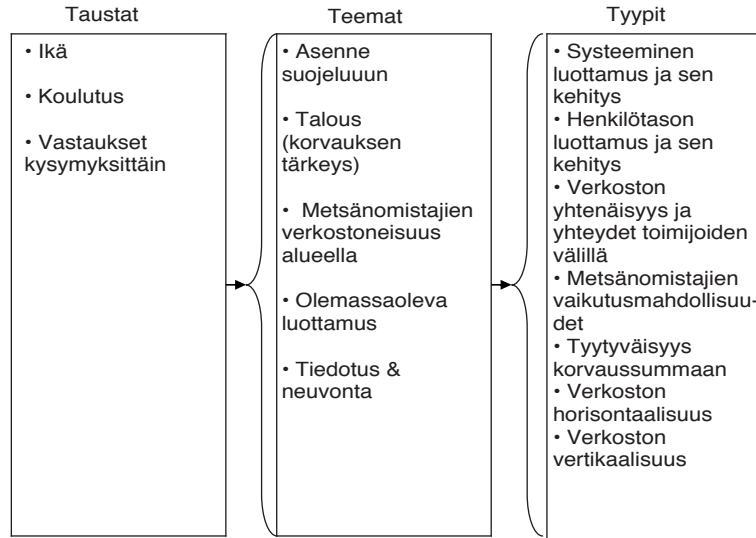 Taustat
• Ikä
• Koulutus
• Vastaukset
kysymyksittäin
Teemat
• Asenne
suojeluuun
• Talous
(korvauksen
tärkeys)
• Metsänomistajien
verkostoneisuus
alueella
• Olemassaoleva
luottamus
• Tiedotus &
neuvonta
Tyypit
• Systeeminen
luottamus ja sen
kehitys
• Henkilötason
luottamus ja sen
kehitys
• Verkoston
yhtenäisyys ja
yhteydet toimijoiden
välillä
• Metsänomistajien
vaikutusmahdollisuu-
det
• Tyytyväisyys
korvaussummaan
• Verkoston
horisontaalisuus
• Verkoston
vertikaalisuus